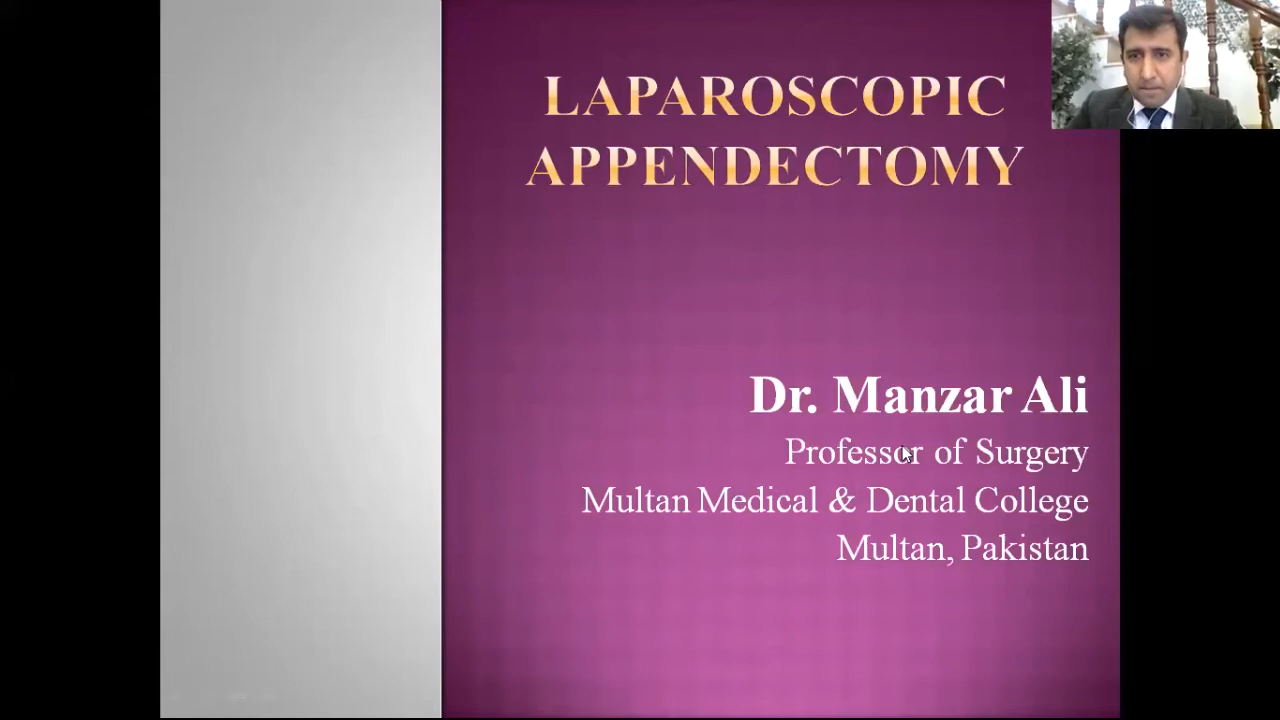 LAPAROSCOPIC
APPENDECTOMY
Dr. Manzar Ali
Professor of Surgery
Multan Medical & Dental College
Multan, Pakistan